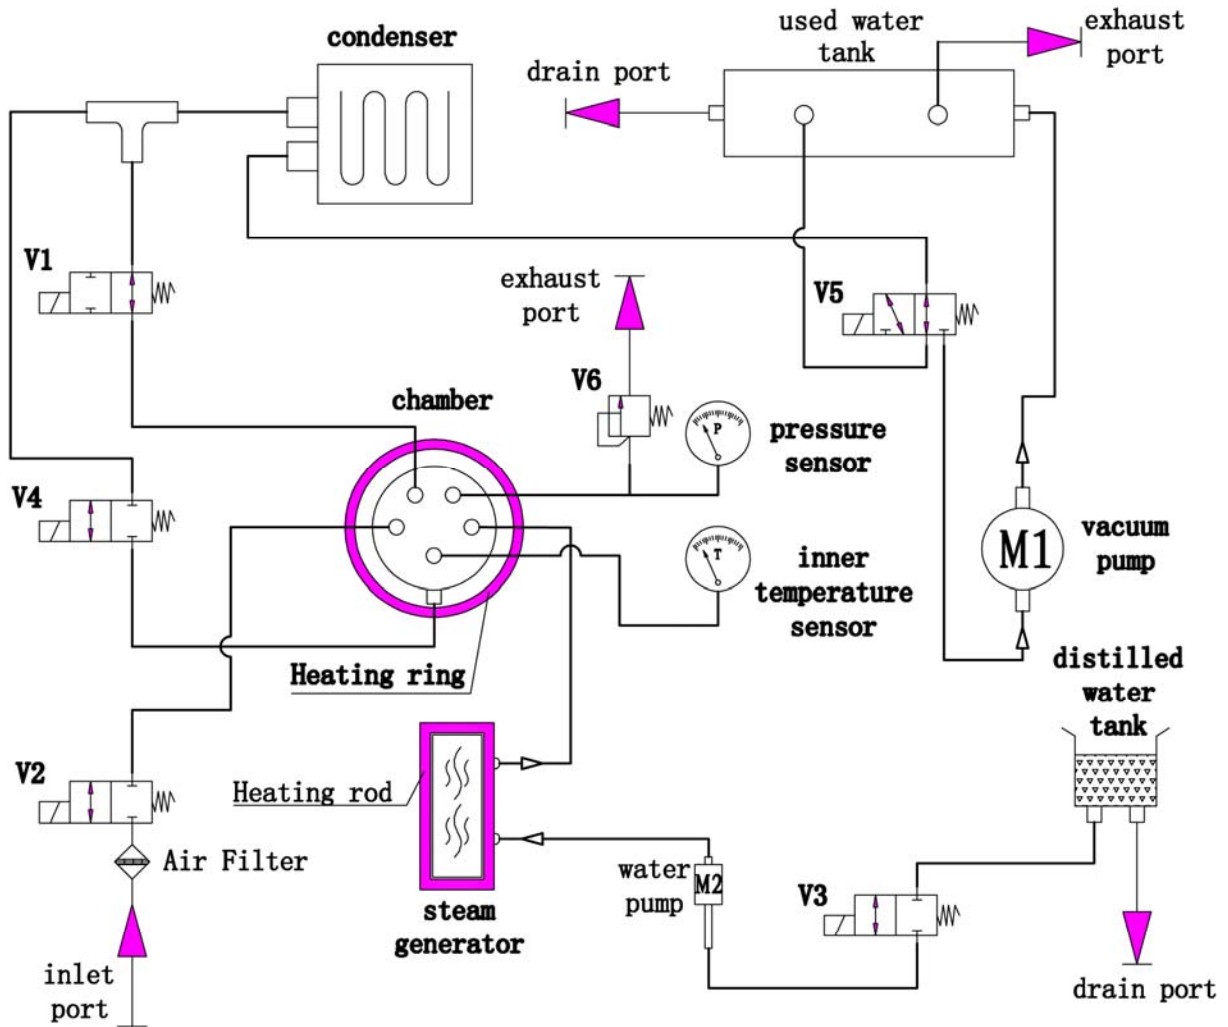 condenser
used water
tank
exhaust
port
drain port
V1
exhaust
port
V5
V6
chamber
P
pressure
sensor
V4
T
inner
temperature
sensor
M1
vacuum
pump
Heating ring
distilled
water
tank
V2
Heating rod
Air Filter
water
pump
M2
V3
steam
generator
inlet
port
drain port